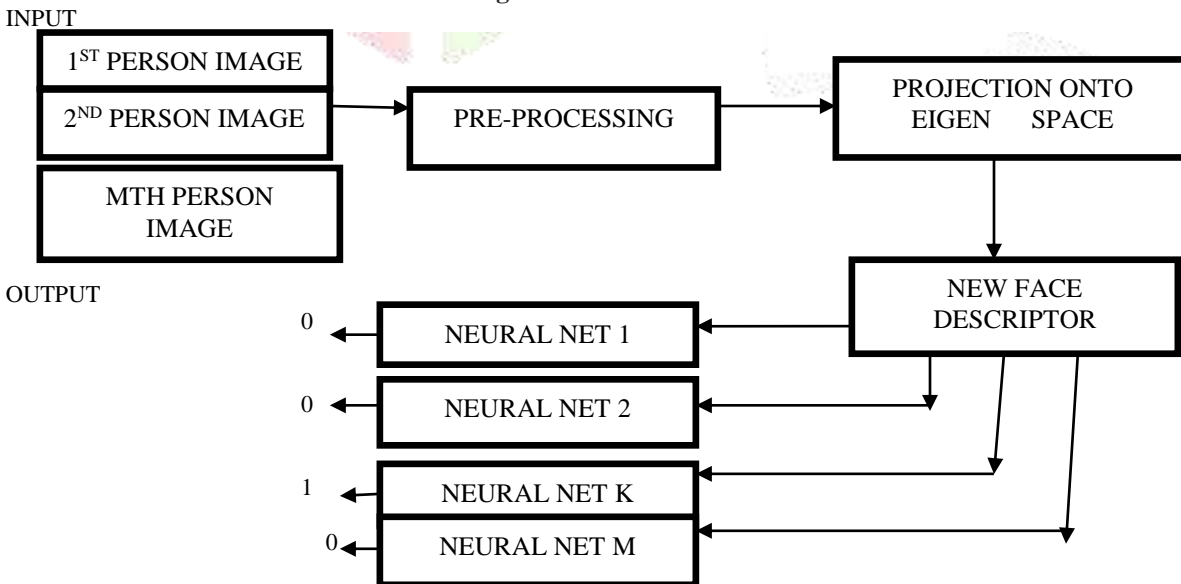 INPUT
1ST PERSON IMAGE
2ND PERSON IMAGE
MTH PERSON
IMAGE
PRE-PROCESSING
PROJECTION ONTO
EIGEN SPACE
NEW FACE
DESCRIPTOR
OUTPUT
0
NEURAL NET 1
0
NEURAL NET 2
1
NEURAL NET K
0
NEURAL NET M